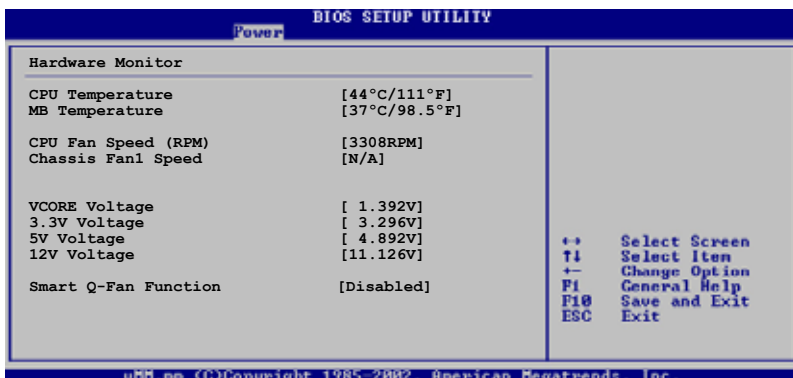 BIOS SETUP UTILITY
Power
Hardware Monitor
CPU Temperature [44°C/111°F]
MB Temperature [37°C/98.5°F]
CPU Fan Speed (RPM) [3308RPM]
Chassis Fan1 Speed [N/A]
VCORE Voltage [ 1.392V]
3.3V Voltage [ 3.296V]
5V Voltage [ 4.892V]
12V Voltage [11.126V]
Smart Q-Fan Function [Disabled]
↔ Select Screen
↑↓ Select Item
+- Change Option
F1 General Help
F10 Save and Exit
ESC Exit
(C)Copyright 1985-2002, American Megatrends, Inc